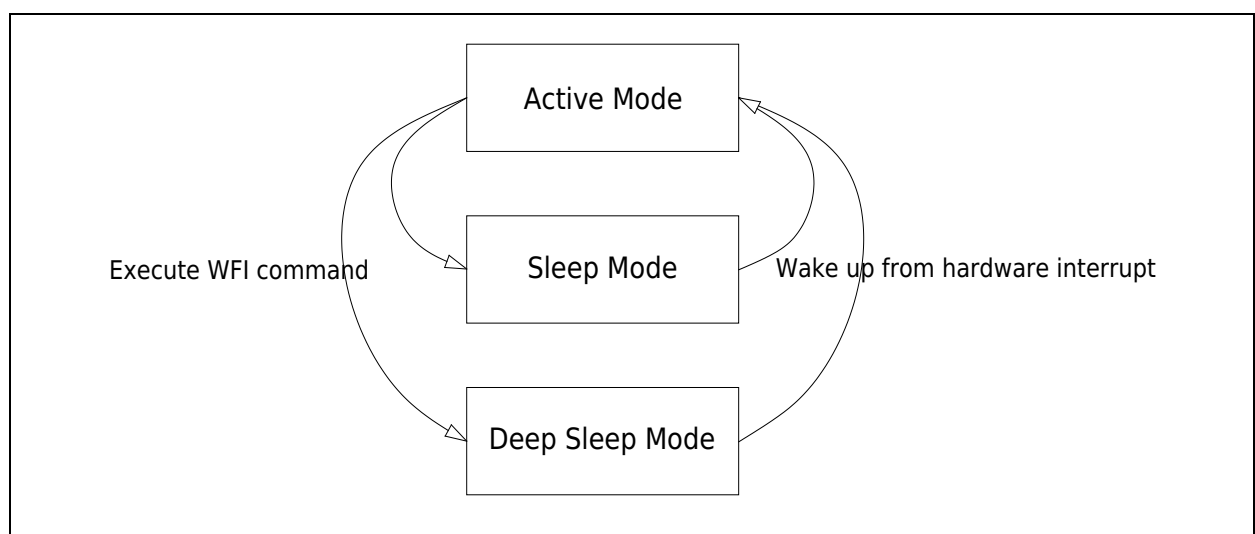 Active Mode
Sleep Mode
Execute WFI command
Wake up from hardware interrupt
Deep Sleep Mode